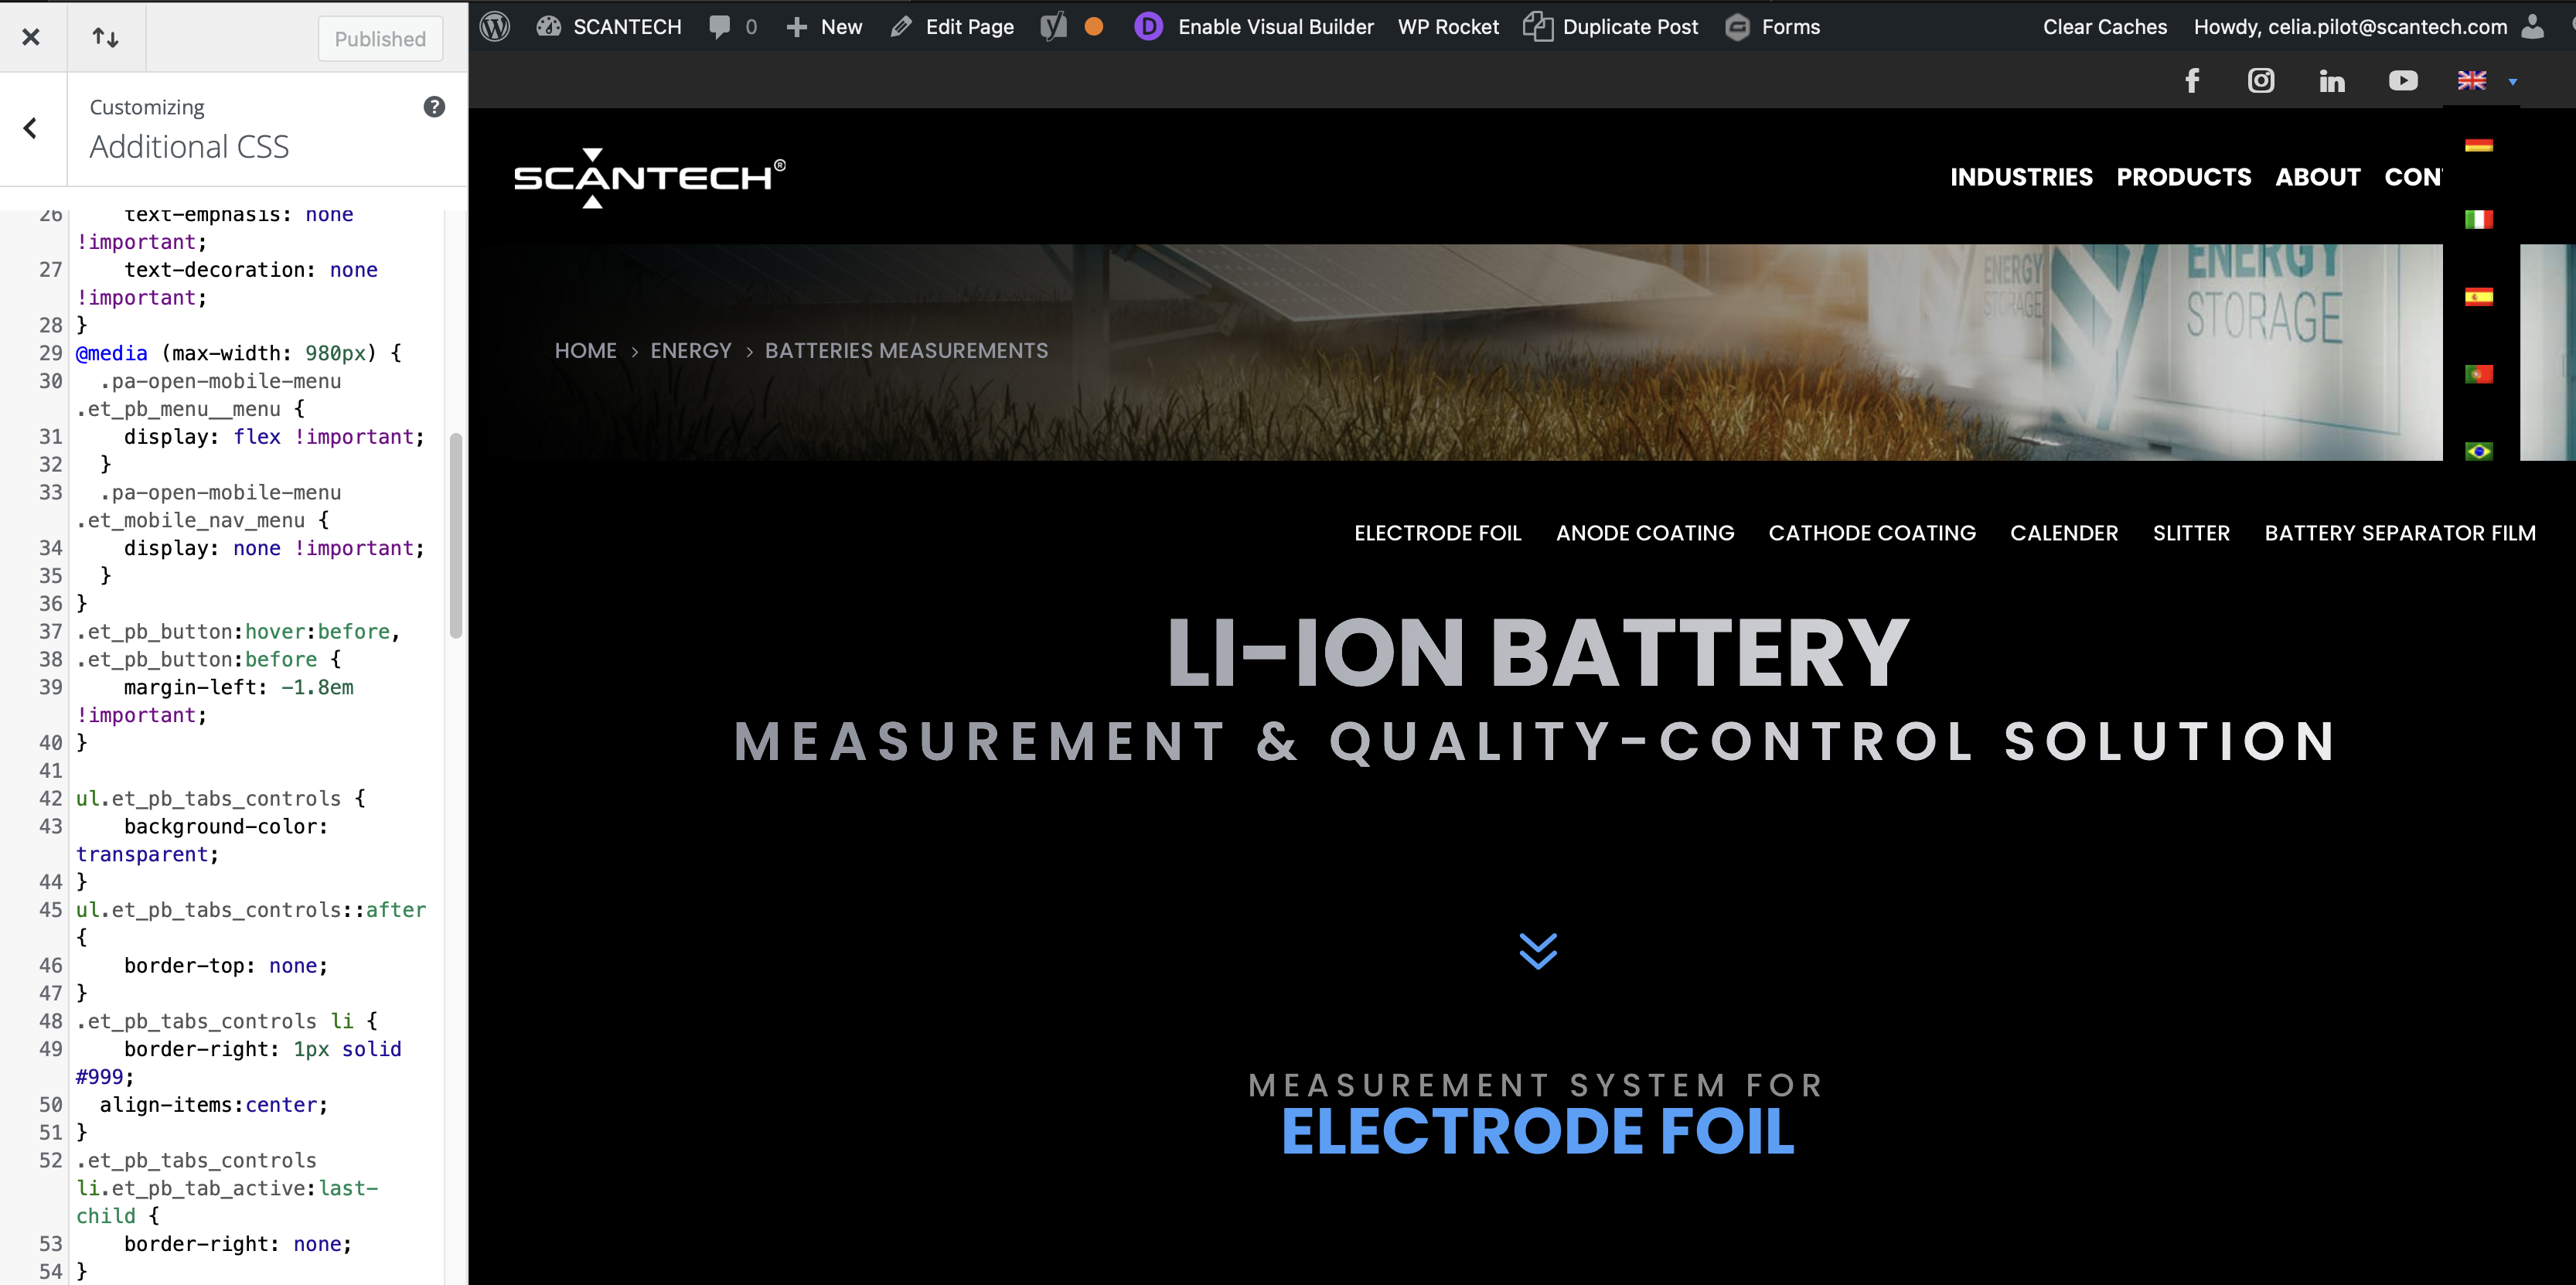 Published
Customizing
Additional CSS
26 text-emphasis: none
!important;
27 text-decoration: none
!important;
28 }
29 @media (max-width: 980px) {
30 .pa-open-mobile-menu
.et_pb_menu__menu {
31 display: flex !important;
32 }
33 .pa-open-mobile-menu
.et_mobile_nav_menu {
34 display: none !important;
35 }
36 }
37 .et_pb_button:hover:before,
38 .et_pb_button:before {
39 margin-left: -1.8em
!important;
40 }
41
42 ul.et_pb_tabs_controls {
43 background-color:
transparent;
44 }
45 ul.et_pb_tabs_controls::after
{
46 border-top: none;
47 }
48 .et_pb_tabs_controls li {
49 border-right: 1px solid
#999;
50 align-items:center;
51 }
52 .et_pb_tabs_controls
li.et_pb_tab_active:last-
child {
53 border-right: none;
54 }
SCANTECH 0 New Edit Page D Enable Visual Builder WP Rocket Duplicate Post Forms Clear Caches Howdy, celia.pilot@scantech.com
SCANTECH®
INDUSTRIES PRODUCTS ABOUT CON
ENERGY
STORAGE
ENERGY
STORAGE
HOME > ENERGY > BATTERIES MEASUREMENTS
ELECTRODE FOIL ANODE COATING CATHODE COATING CALENDER SLITTER BATTERY SEPARATOR FILM
LI-ION BATTERY
MEASUREMENT & QUALITY-CONTROL SOLUTION
MEASUREMENT SYSTEM FOR
ELECTRODE FOIL